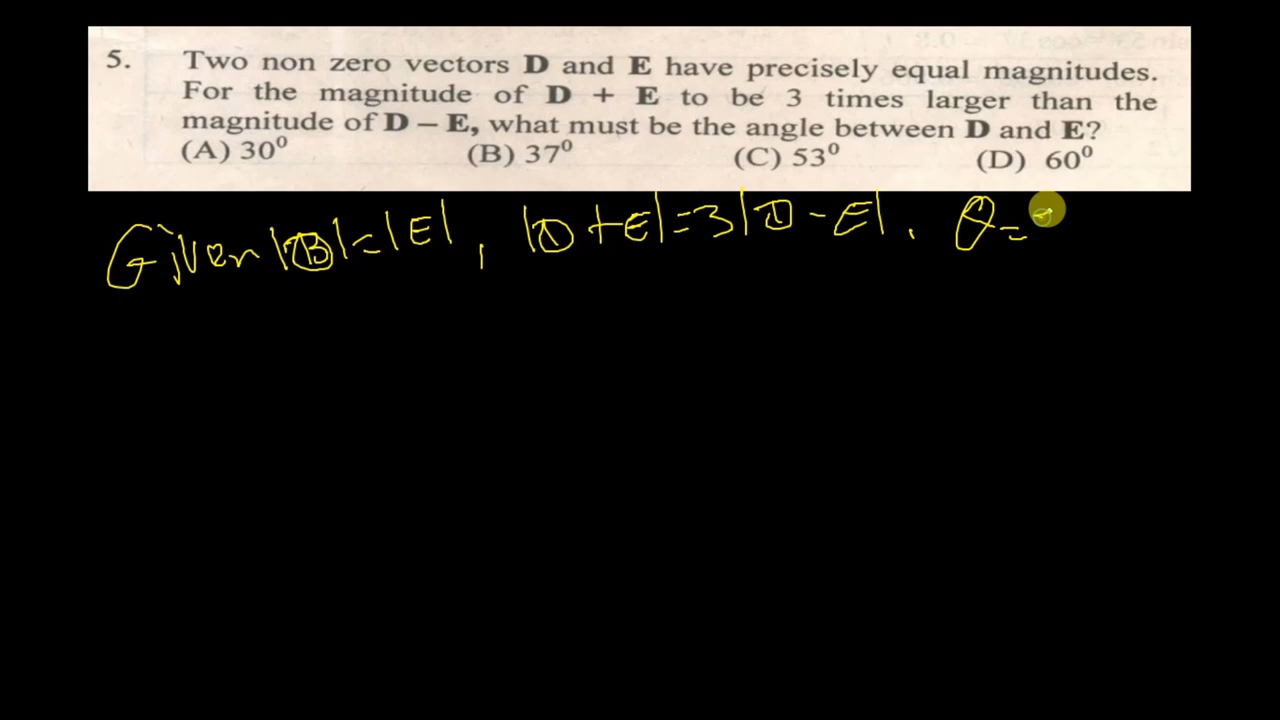 5. Two non zero vectors D and E have precisely equal magnitudes.
For the magnitude of D + E to be 3 times larger than the
magnitude of D – E, what must be the angle between D and E?
(A) 30⁰ (B) 37⁰ (C) 53⁰ (D) 60⁰
Given |D|=|E|, |D+E|=3|D-E|. θ=